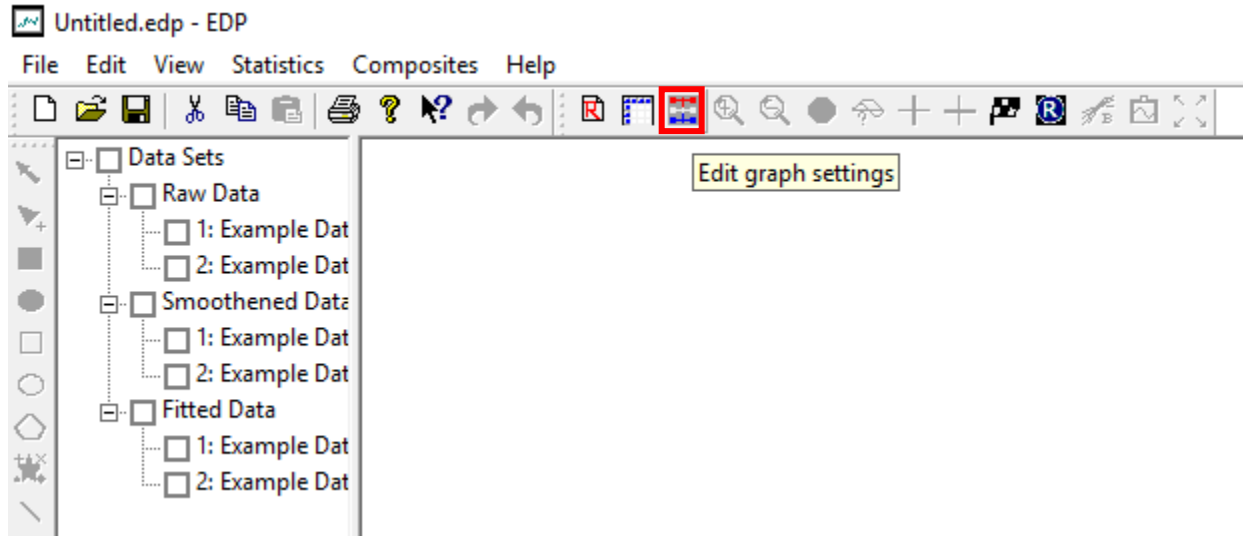 Untitled.edp - EDP
File Edit View Statistics Composites Help
Edit graph settings
Data Sets
Raw Data
1: Example Dat
2: Example Dat
Smoothened Data
1: Example Dat
2: Example Dat
Fitted Data
1: Example Dat
2: Example Dat